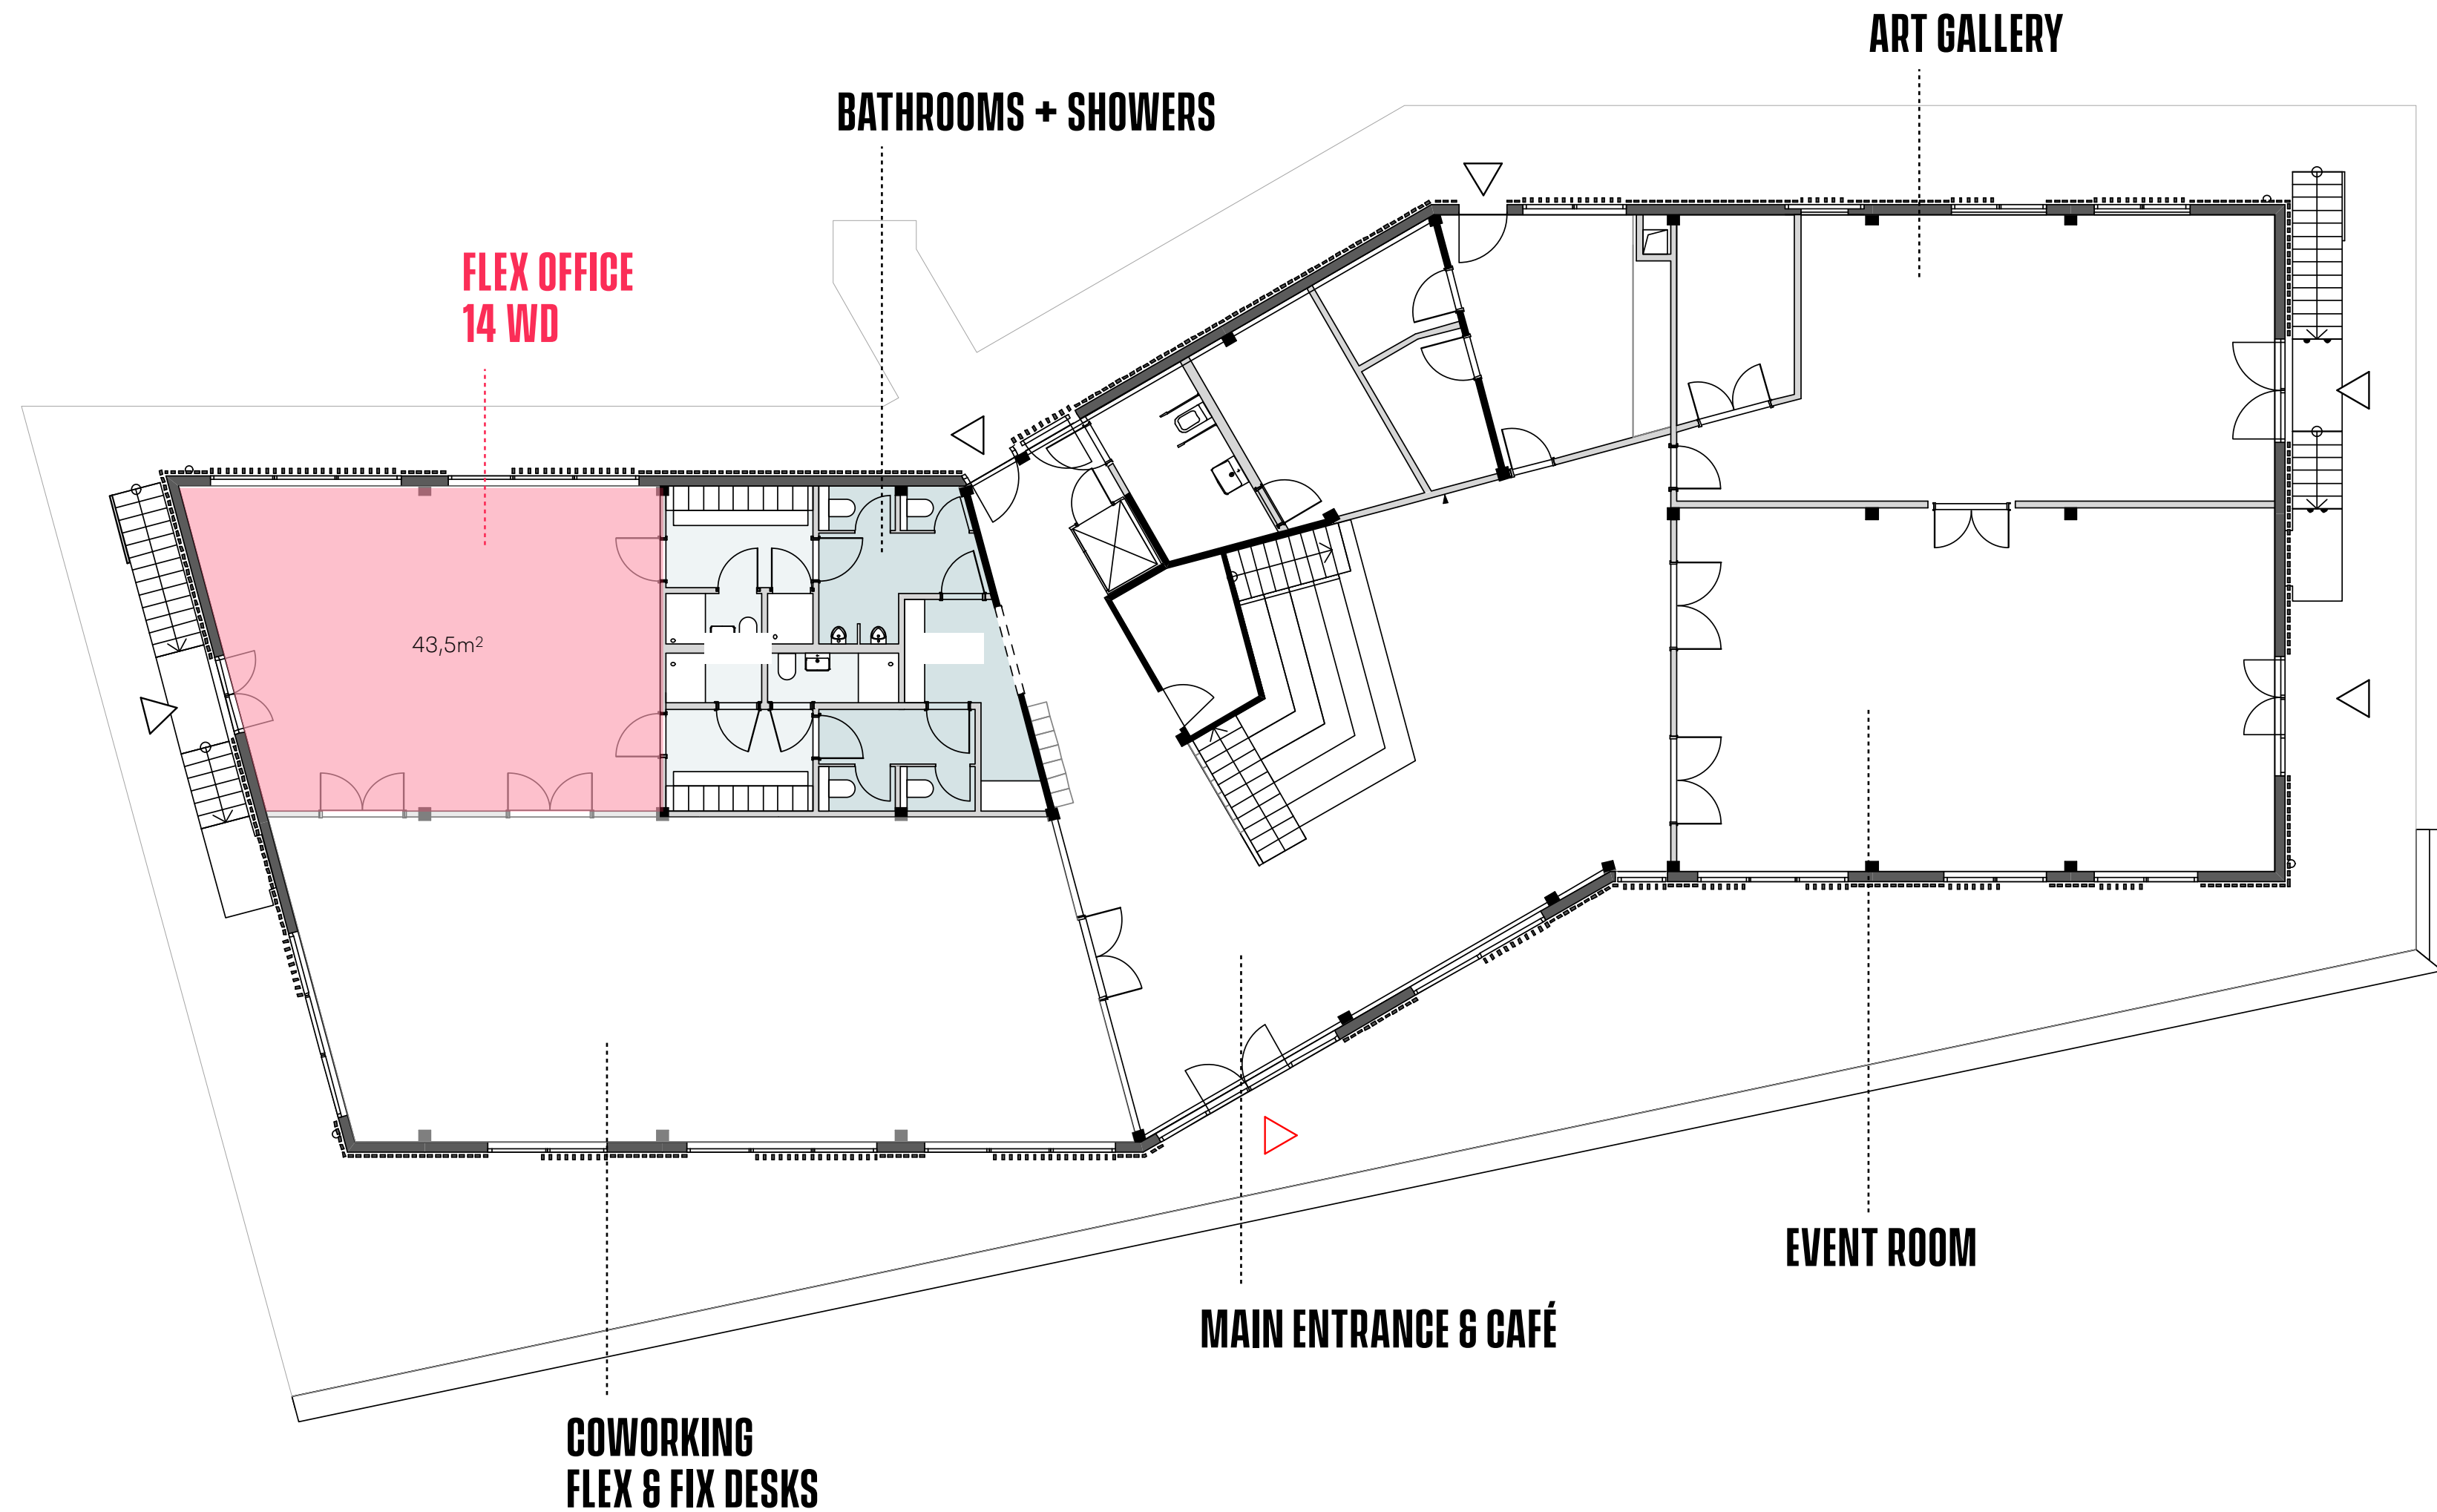 ART GALLERY
BATHROOMS + SHOWERS
FLEX OFFICE
14 WD
43,5m²
EVENT ROOM
MAIN ENTRANCE & CAFÉ
COWORKING
FLEX & FIX DESKS